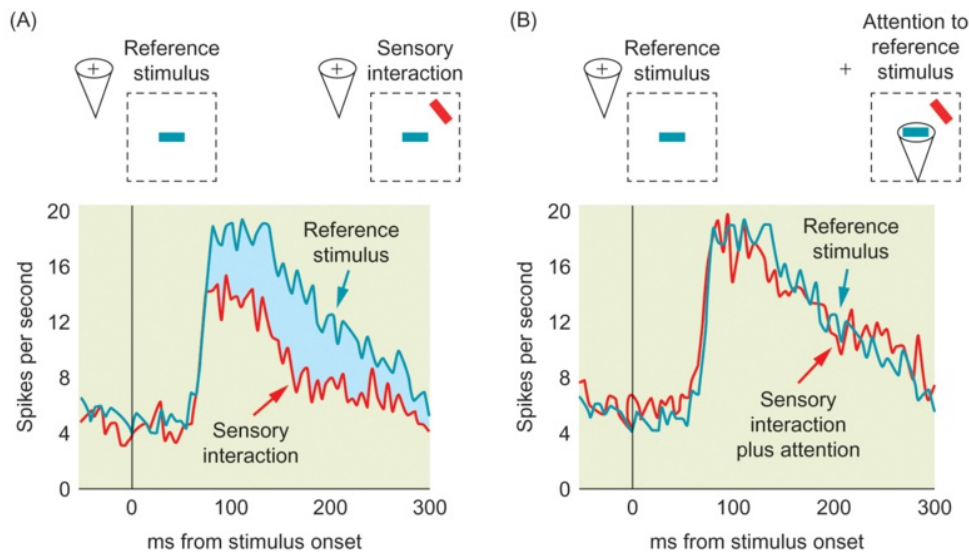 (A)
Reference
stimulus
Sensory
interaction
+
+
20
16
12
8
4
0
Spikes per second
Reference
stimulus
Sensory
interaction
0
100
200
300
ms from stimulus onset
(B)
Reference
stimulus
Attention to
reference
stimulus
+
+
20
16
12
8
4
0
Spikes per second
Reference
stimulus
Sensory
interaction
plus attention
0
100
200
300
ms from stimulus onset